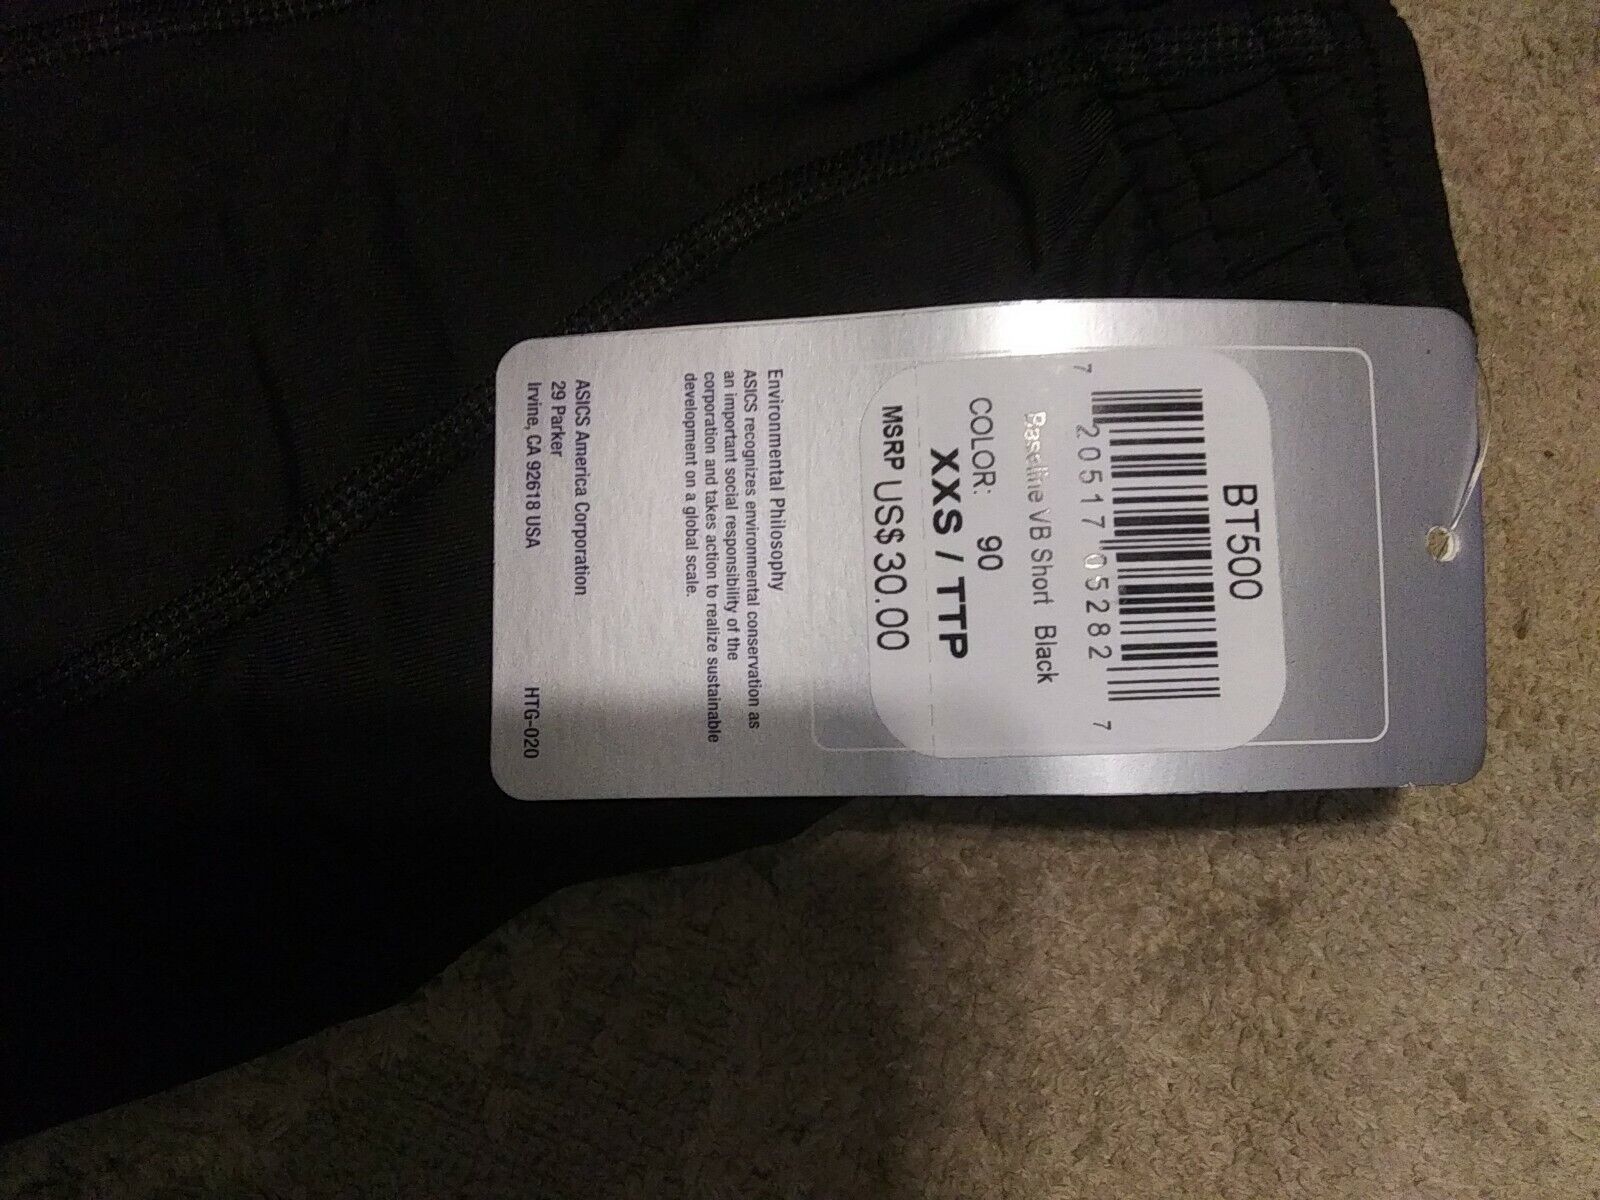 BT500
7 20517 05282 7
Baseline VB Short Black
COLOR: 90
XXS / TTP
MSRP US$ 30.00
Environmental Philosophy
ASICS recognizes environmental conservation as
an important social responsibility of the
corporation and takes action to realize sustainable
development on a global scale.
ASICS America Corporation
29 Parker
Irvine, CA 92618 USA
HTG-020